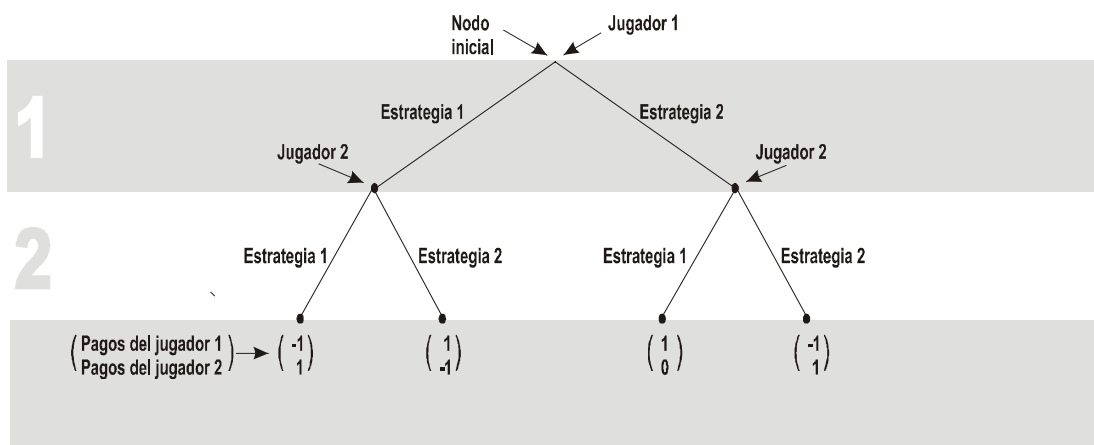 Nodo
inicial
Jugador 1
1
Estrategia 1
Estrategia 2
Jugador 2
Jugador 2
2
Estrategia 1
Estrategia 2
Estrategia 1
Estrategia 2
Pagos del jugador 1
Pagos del jugador 2
-1
1
1
-1
1
0
-1
1